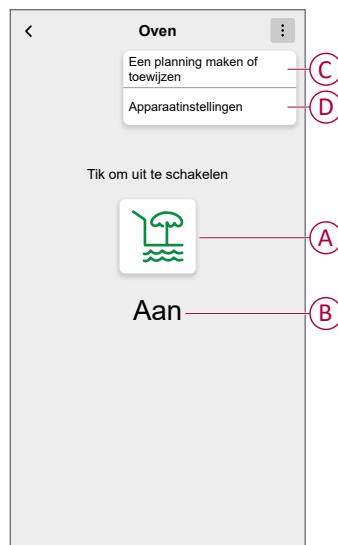 Oven
Een planning maken of
toewijzen
C
Apparaatinstellingen
D
Tik om uit te schakelen
A
Aan
B